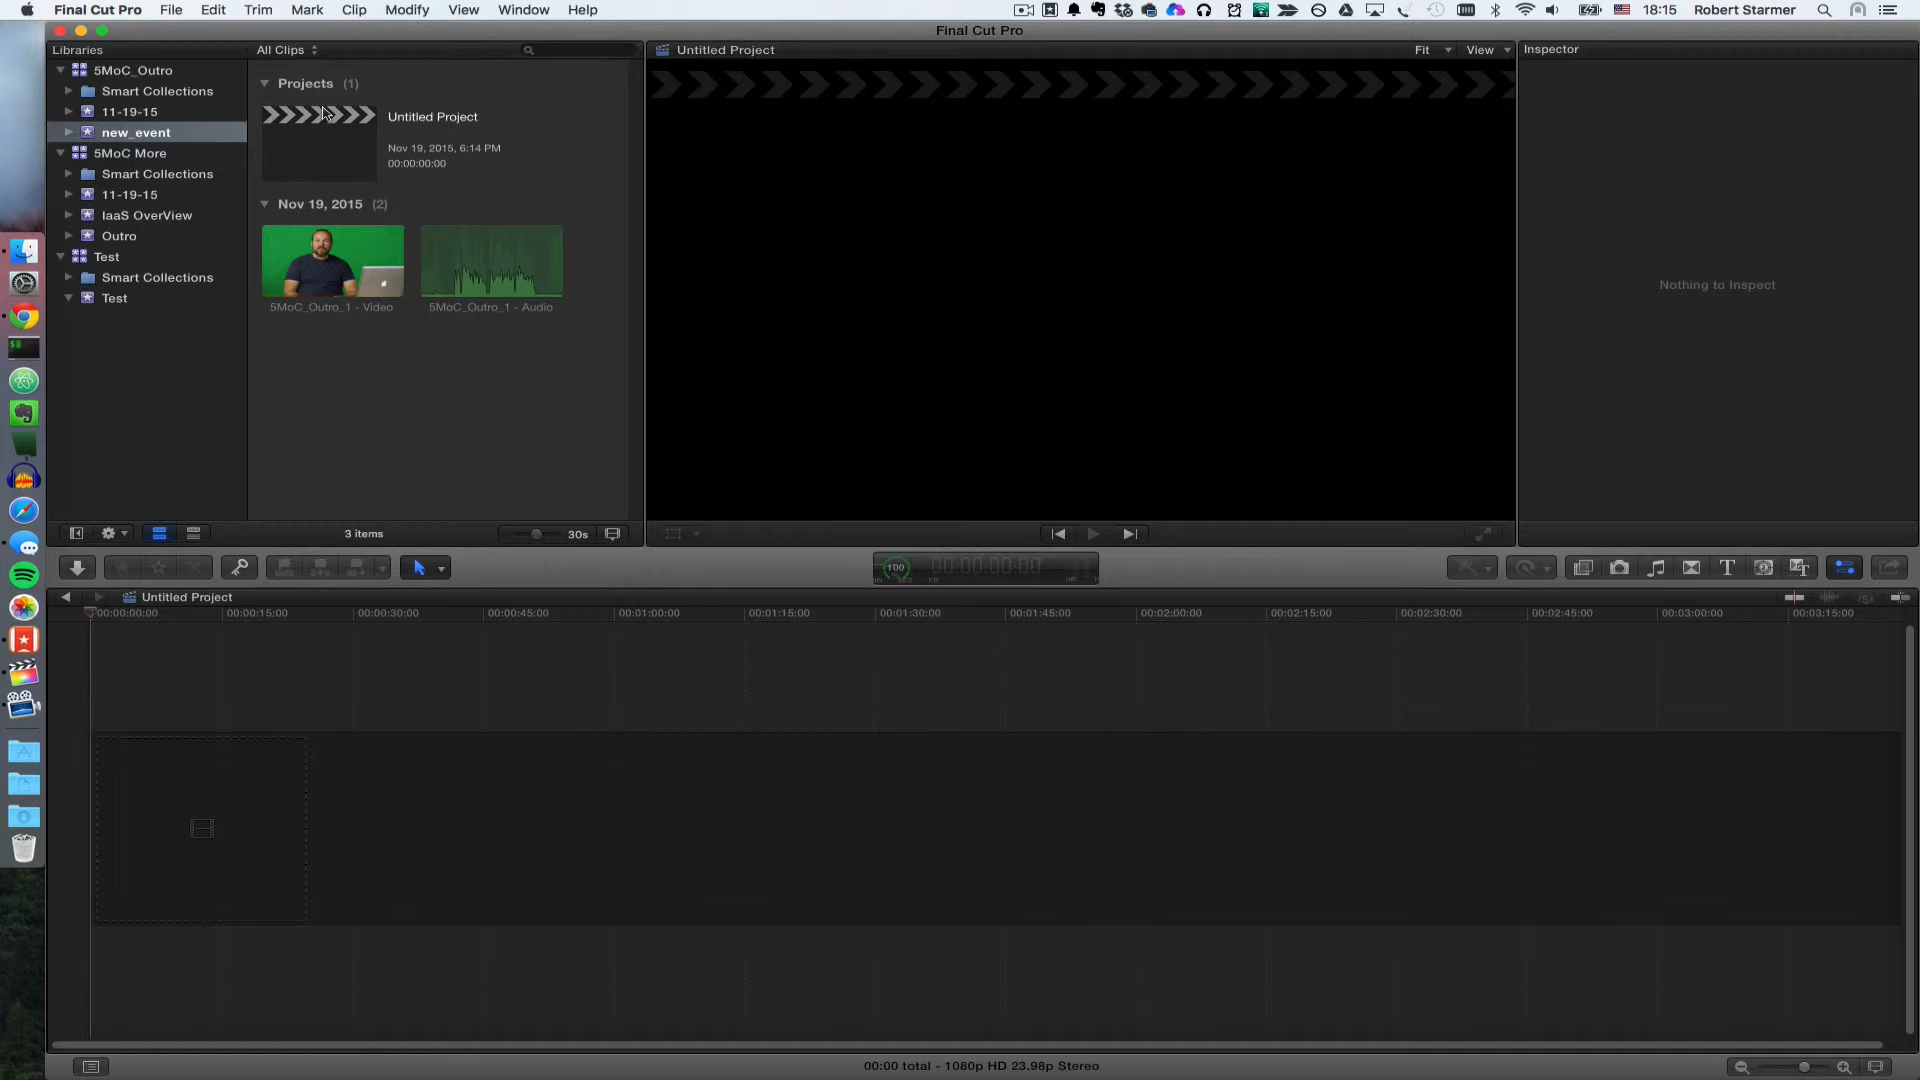 Final Cut Pro File Edit Trim Mark Clip Modify View Window Help 18:15 Robert Starmer
Final Cut Pro
Libraries
All Clips
Untitled Project
Fit
View
Inspector
5MoC_Outro
Smart Collections
11-19-15
new_event
5MoC More
Smart Collections
11-19-15
IaaS OverView
Outro
Test
Smart Collections
Test
Projects (1)
Untitled Project
Nov 19, 2015, 6:14 PM
00:00:00:00
Nov 19, 2015 (2)
5MoC_Outro_1 - Video
5MoC_Outro_1 - Audio
Nothing to Inspect
3 items
30s
100
00:00:00:00
Untitled Project
00:00:00:00 00:00:15:00 00:00:30:00 00:00:45:00 00:01:00:00 00:01:15:00 00:01:30:00 00:01:45:00 00:02:00:00 00:02:15:00 00:02:30:00 00:02:45:00 00:03:00:00 00:03:15:00
00:00 total - 1080p HD 23.98p Stereo